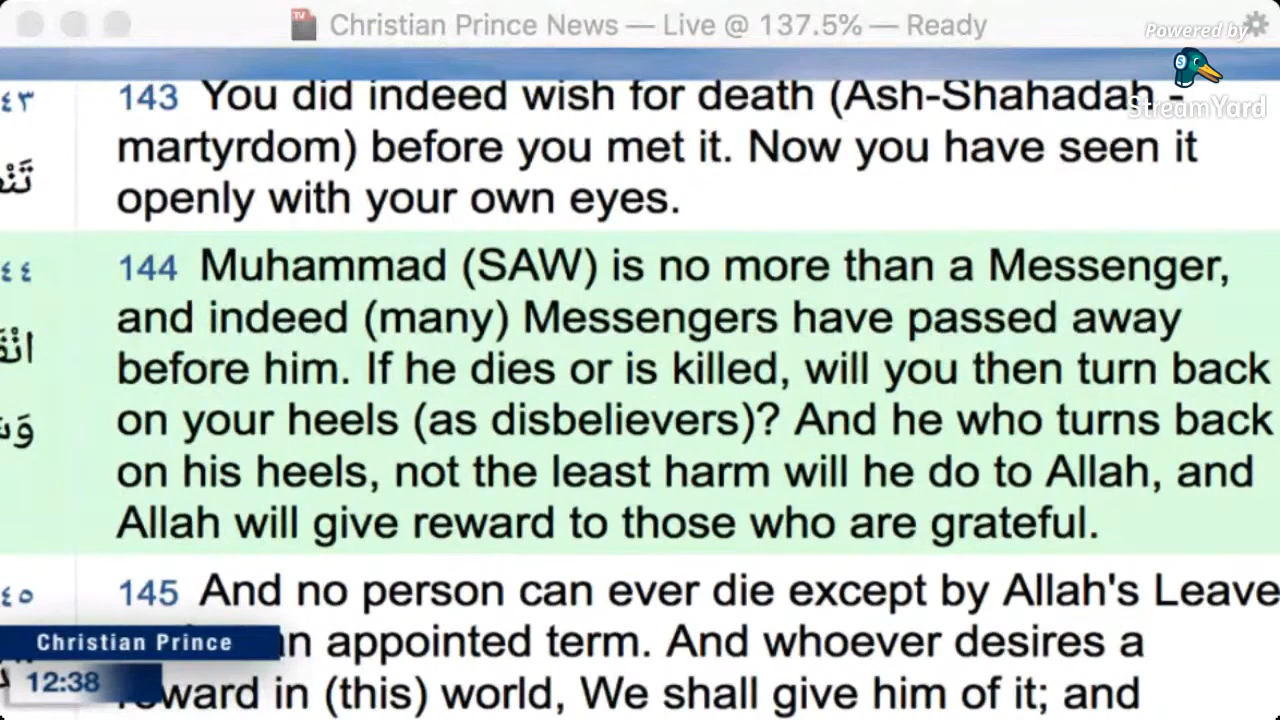 Christian Prince News — Live @ 137.5% — Ready
Powered by
StreamYard
143 You did indeed wish for death (Ash-Shahadah -
martyrdom) before you met it. Now you have seen it
openly with your own eyes.
144 Muhammad (SAW) is no more than a Messenger,
and indeed (many) Messengers have passed away
before him. If he dies or is killed, will you then turn back
on your heels (as disbelievers)? And he who turns back
on his heels, not the least harm will he do to Allah, and
Allah will give reward to those who are grateful.
145 And no person can ever die except by Allah's Leave
appointed term. And whoever desires a
in (this) world, We shall give him of it; and
Christian Prince
12:38